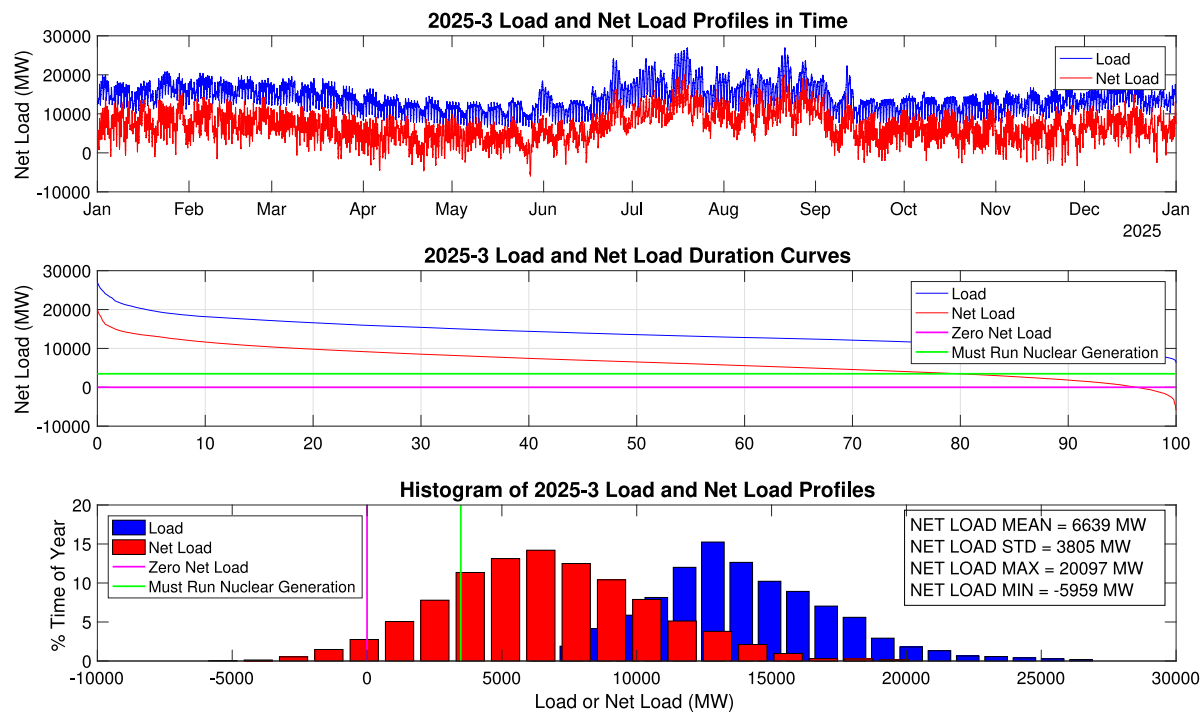 2025-3 Load and Net Load Profiles in Time
30000
20000
10000
0
-10000
Net Load (MW)
Load
Net Load
Jan Feb Mar Apr May Jun Jul Aug Sep Oct Nov Dec Jan
2025
2025-3 Load and Net Load Duration Curves
30000
20000
10000
0
-10000
Net Load (MW)
Load
Net Load
Zero Net Load
Must Run Nuclear Generation
0 10 20 30 40 50 60 70 80 90 100
Histogram of 2025-3 Load and Net Load Profiles
20
15
10
5
0
% Time of Year
Load
Net Load
Zero Net Load
Must Run Nuclear Generation
NET LOAD MEAN = 6639 MW
NET LOAD STD = 3805 MW
NET LOAD MAX = 20097 MW
NET LOAD MIN = -5959 MW
-10000 -5000 0 5000 10000 15000 20000 25000 30000
Load or Net Load (MW)